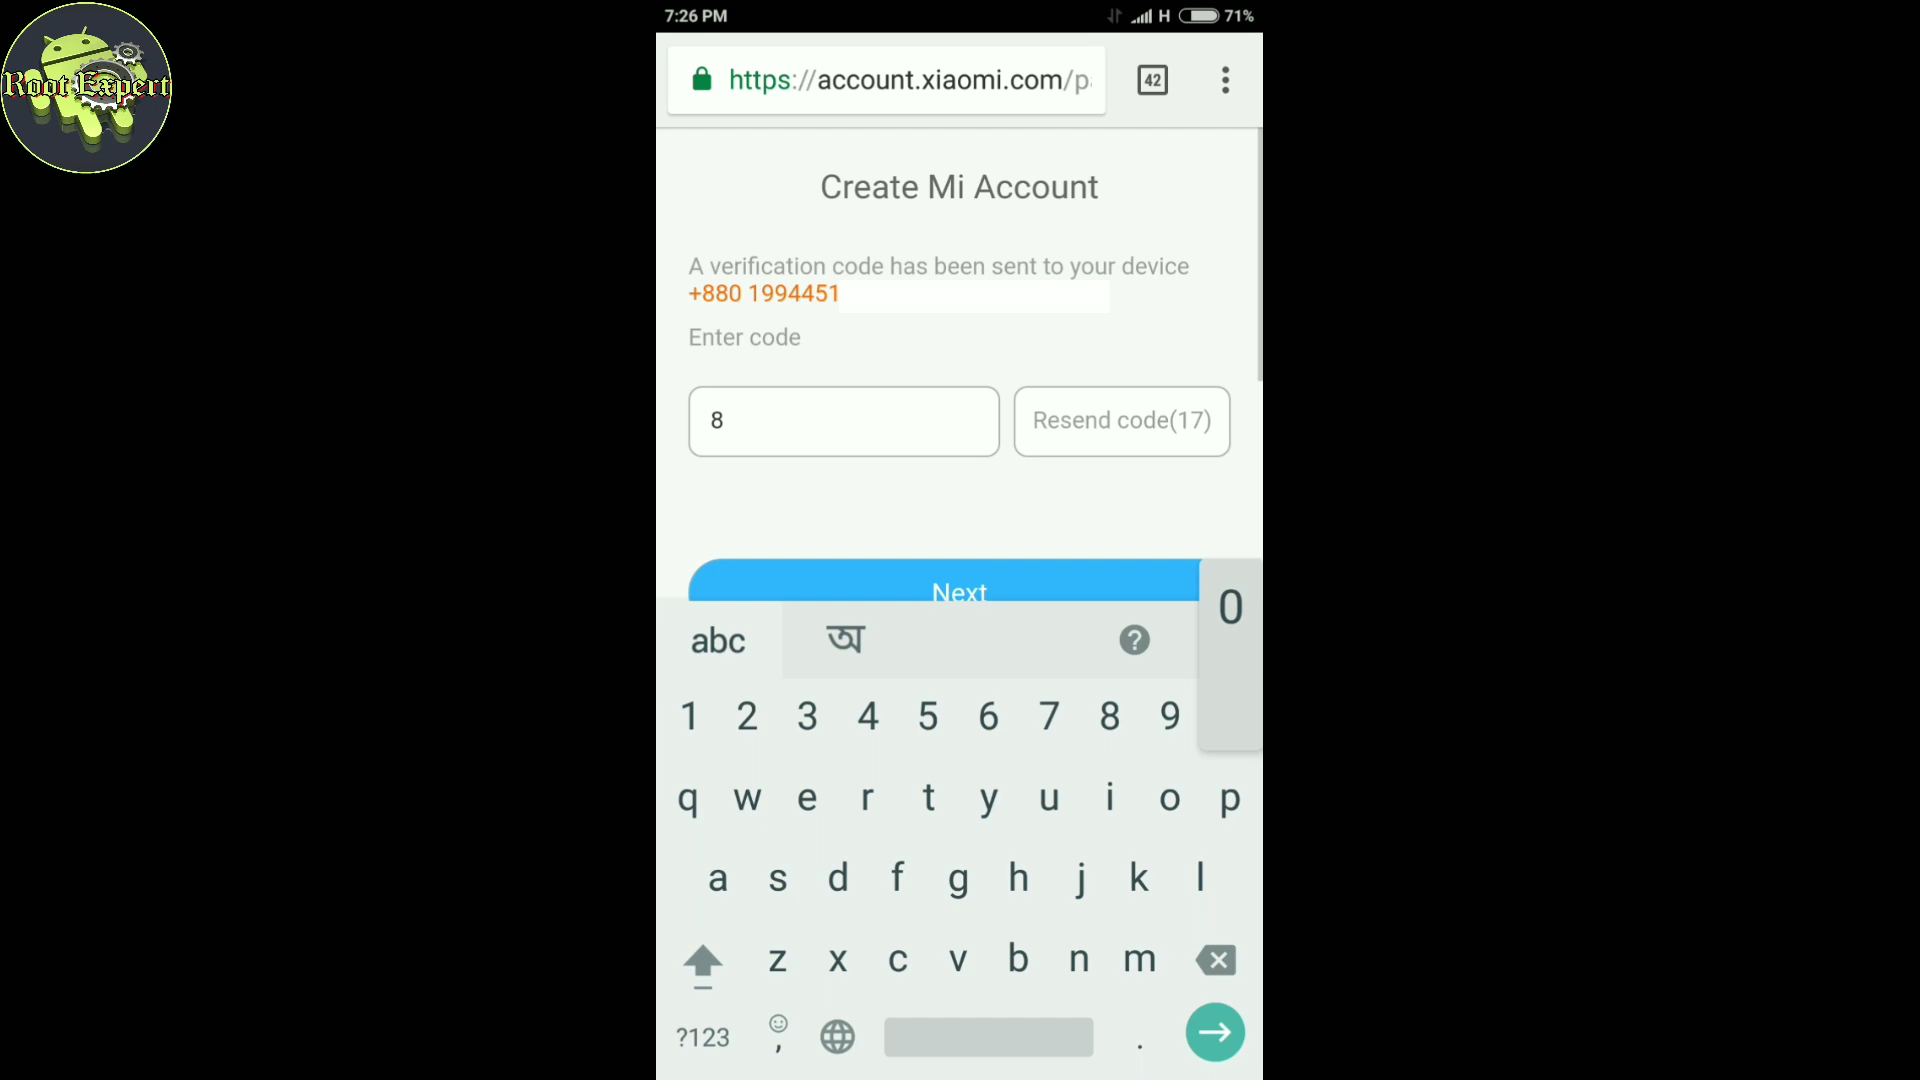 7:26 PM
H 71%
Root Expert
https://account.xiaomi.com/p
42
Create Mi Account
A verification code has been sent to your device
+880 1994451
Enter code
8
Resend code(17)
Next
0
abc
অ
?
1 2 3 4 5 6 7 8 9
q w e r t y u i o p
a s d f g h j k l
z x c v b n m
?123 , .